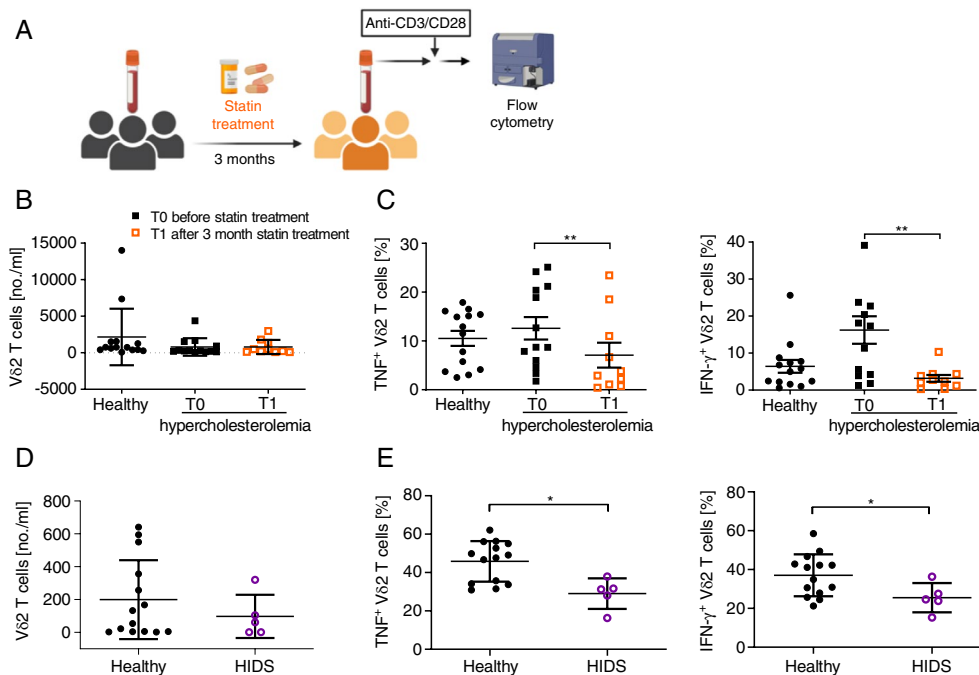 A
Anti-CD3/CD28
Statin
treatment
3 months
Flow
cytometry
B
T0 before statin treatment
T1 after 3 month statin treatment
Vδ2 T cells [no./ml]
15000
10000
5000
0
-5000
Healthy
T0
T1
hypercholesterolemia
C
TNF⁺ Vδ2 T cells [%]
30
20
10
0
**
Healthy
T0
T1
hypercholesterolemia
IFN-γ⁺ Vδ2 T cells [%]
40
30
20
10
0
**
Healthy
T0
T1
hypercholesterolemia
D
Vδ2 T cells [no./ml]
800
600
400
200
0
Healthy
HIDS
E
TNF⁺ Vδ2 T cells [%]
80
60
40
20
0
*
Healthy
HIDS
IFN-γ⁺ Vδ2 T cells [%]
80
60
40
20
0
*
Healthy
HIDS